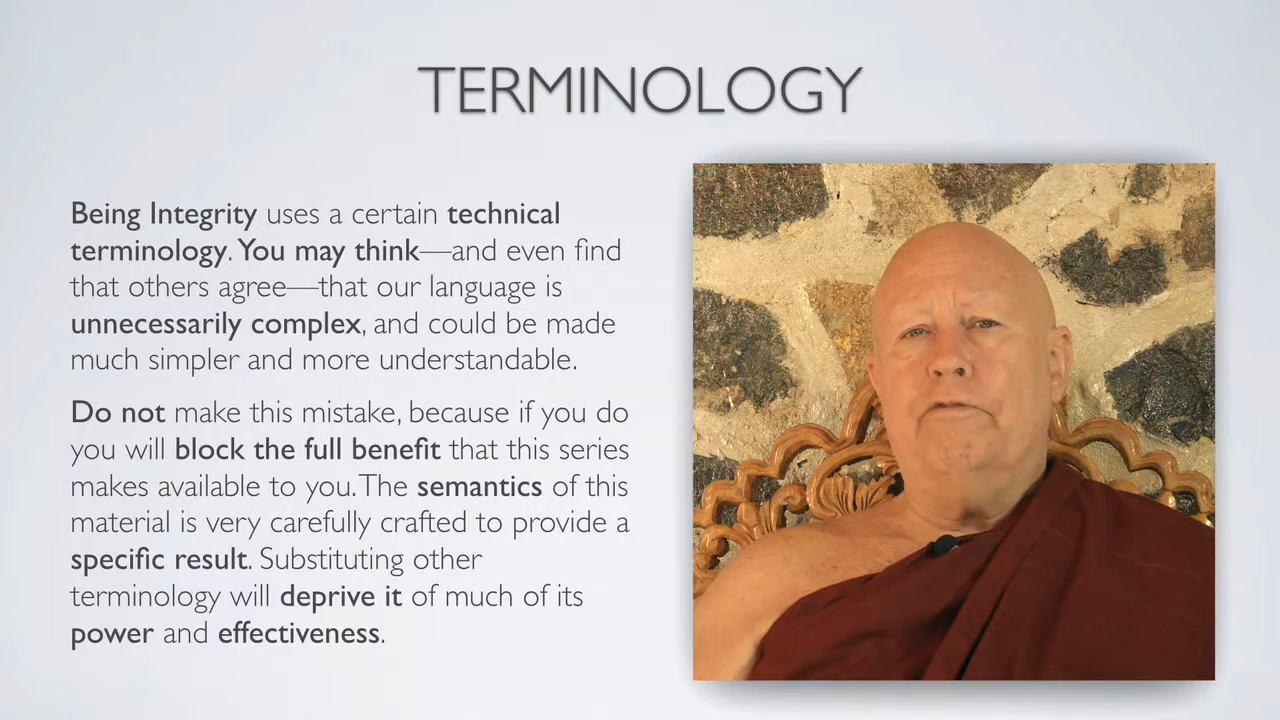 TERMINOLOGY
Being Integrity uses a certain technical
terminology. You may think—and even find
that others agree—that our language is
unnecessarily complex, and could be made
much simpler and more understandable.
Do not make this mistake, because if you do
you will block the full benefit that this series
makes available to you. The semantics of this
material is very carefully crafted to provide a
specific result. Substituting other
terminology will deprive it of much of its
power and effectiveness.